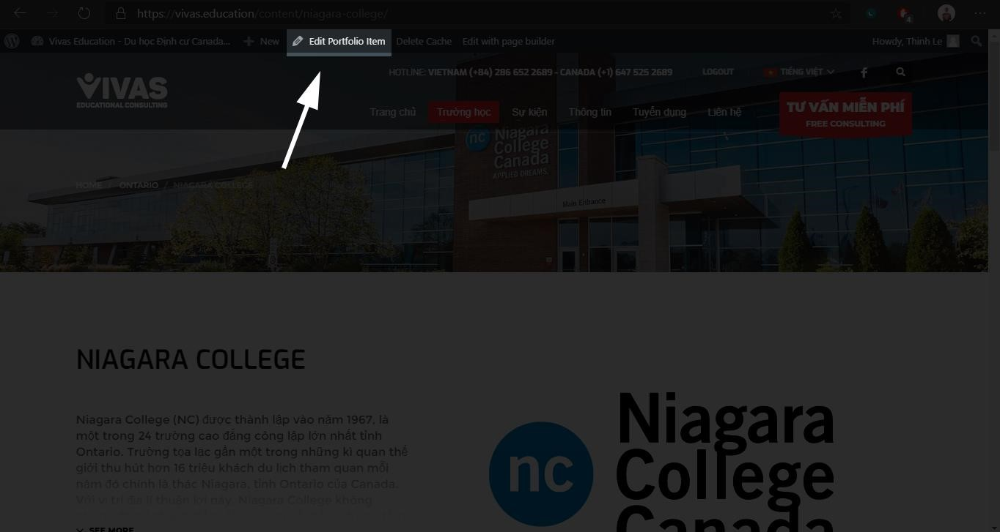 https://vivas.education/content/niagara-college/
4
Vivas Education - Du học Định cư Canada...
New
Edit Portfolio Item
Delete Cache
Edit with page builder
Howdy, Thinh Le
VIVAS
EDUCATIONAL CONSULTING
HOTLINE: VIETNAM (+84) 286 652 2689 - CANADA (+1) 647 525 2689
LOGOUT
TIẾNG VIỆT
Trang chủ
Trường học
Sự kiện
Thông tin
Tuyển dụng
Liên hệ
TƯ VẤN MIỄN PHÍ
FREE CONSULTING
nc
Niagara
College
Canada
APPLIED DREAMS.
Main Entrance
HOME / ONTARIO / NIAGARA COLLEGE
NIAGARA COLLEGE
Niagara College (NC) được thành lập vào năm 1967, là
một trong 24 trường cao đẳng công lập lớn nhất tỉnh
Ontario. Trường tọa lạc gần một trong những kì quan thế
giới thu hút hơn 16 triệu khách du lịch tham quan mỗi
năm đó chính là thác Niagara, tỉnh Ontario của Canada.
Với vị trí địa lí thuận lợi này, Niagara College không
SEE MORE
nc
Niagara
College
Canada